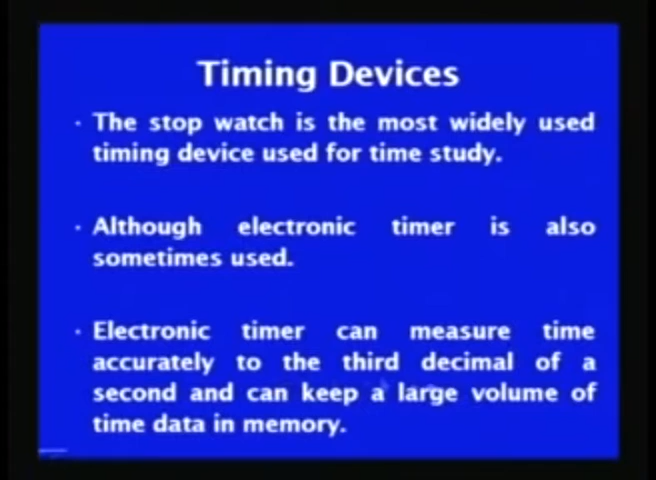 Timing Devices
· The stop watch is the most widely used
timing device used for time study.
· Although electronic timer is also
sometimes used.
· Electronic timer can measure time
accurately to the third decimal of a
second and can keep a large volume of
time data in memory.